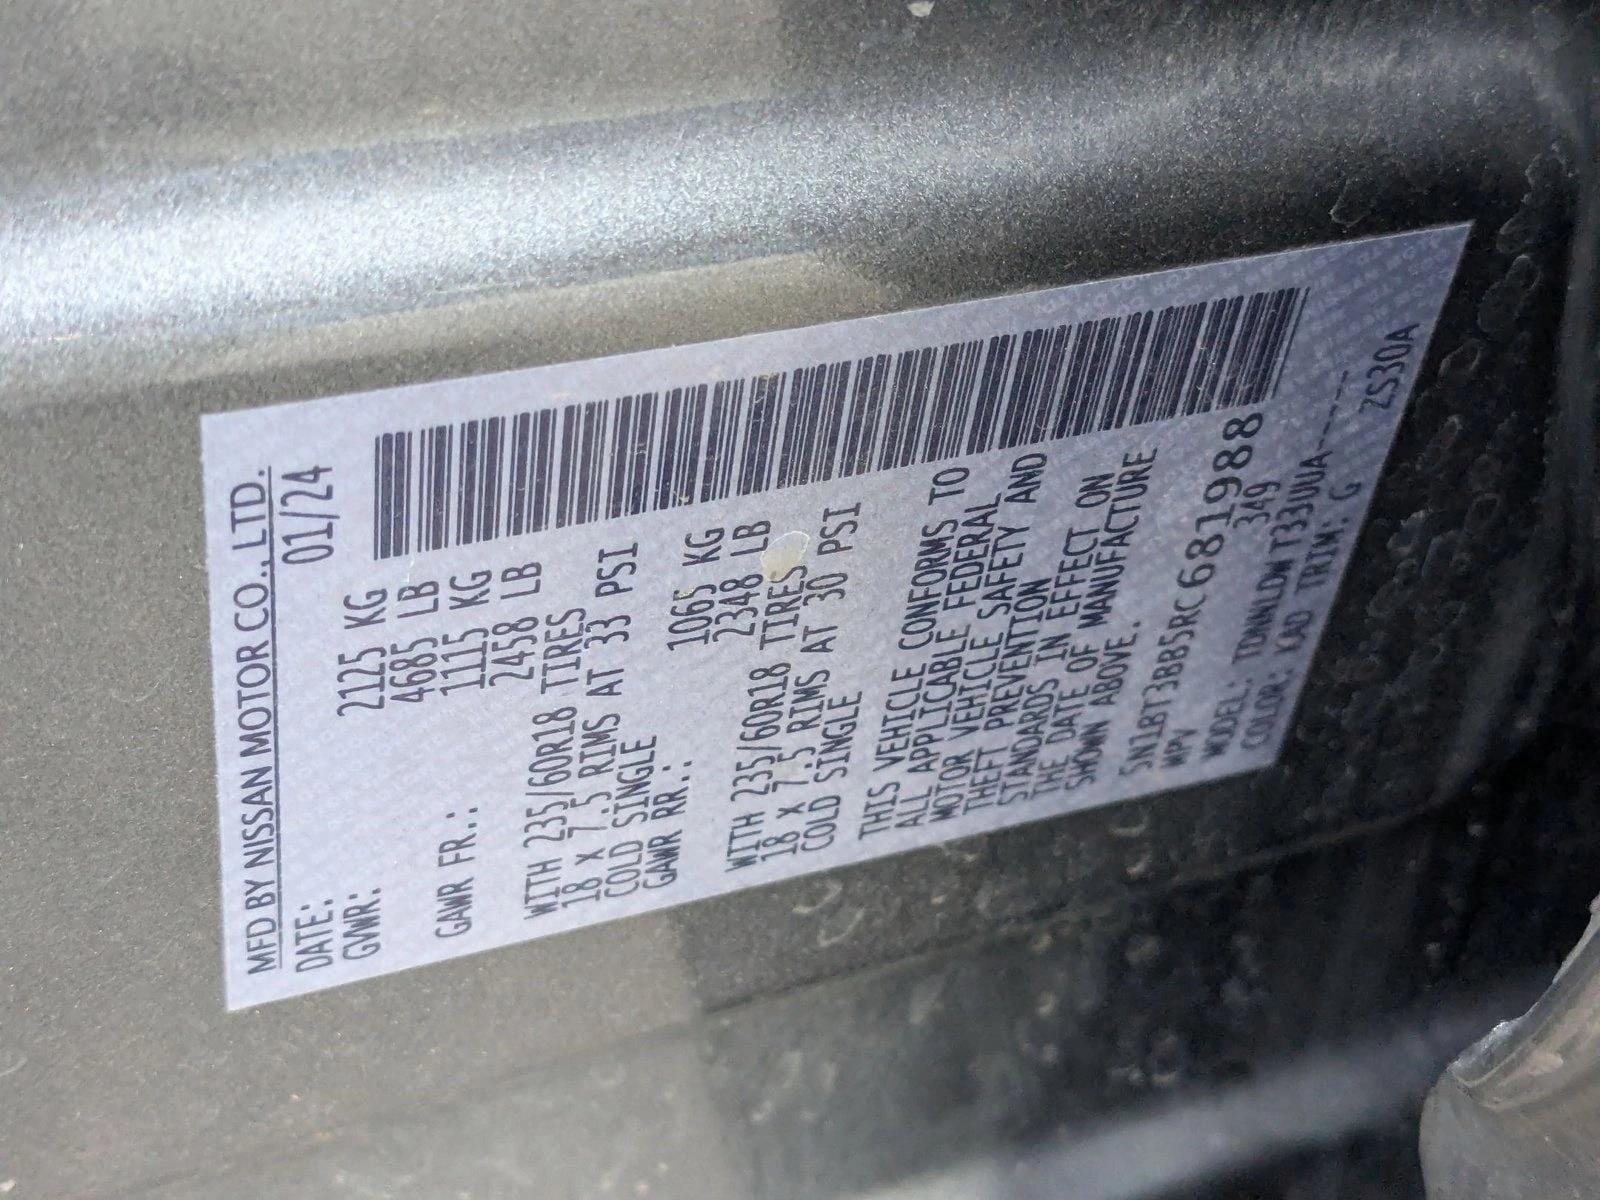 MFD BY NISSAN MOTOR CO., LTD.
DATE: 01/24
GVWR: 2125 KG
4685 LB
GAWR FR.: 1115 KG
2458 LB
WITH 235/60R18 TIRES
18 X 7.5 RIMS AT 33 PSI
COLD SINGLE
GAWR RR.: 1065 KG
2348 LB
WITH 235/60R18 TIRES
18 X 7.5 RIMS AT 30 PSI
COLD SINGLE
THIS VEHICLE CONFORMS TO
ALL APPLICABLE FEDERAL
MOTOR VEHICLE SAFETY AND
THEFT PREVENTION
STANDARDS IN EFFECT ON
THE DATE OF MANUFACTURE
SHOWN ABOVE.
5N1BT3BB5RC681988
MPV 349
MODEL: TDNNLDWT33UUA-----
COLOR: KAD TRIM: G ZS30A